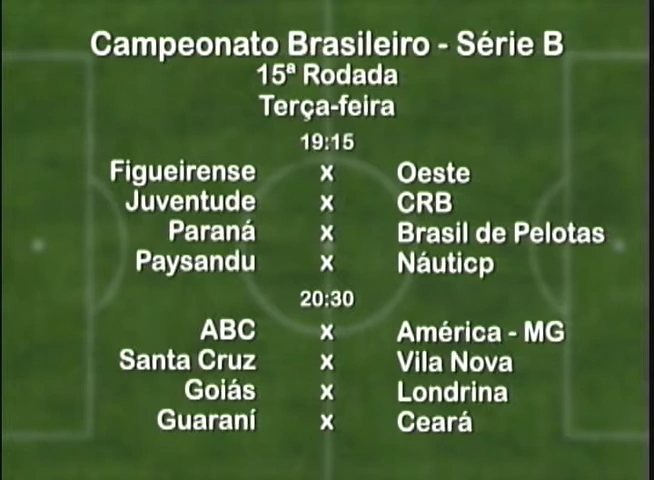 Campeonato Brasileiro - Série B
15ª Rodada
Terça-feira
19:15
Figueirense x Oeste
Juventude x CRB
Paraná x Brasil de Pelotas
Paysandu x Náuticp
20:30
ABC x América - MG
Santa Cruz x Vila Nova
Goiás x Londrina
Guaraní x Ceará